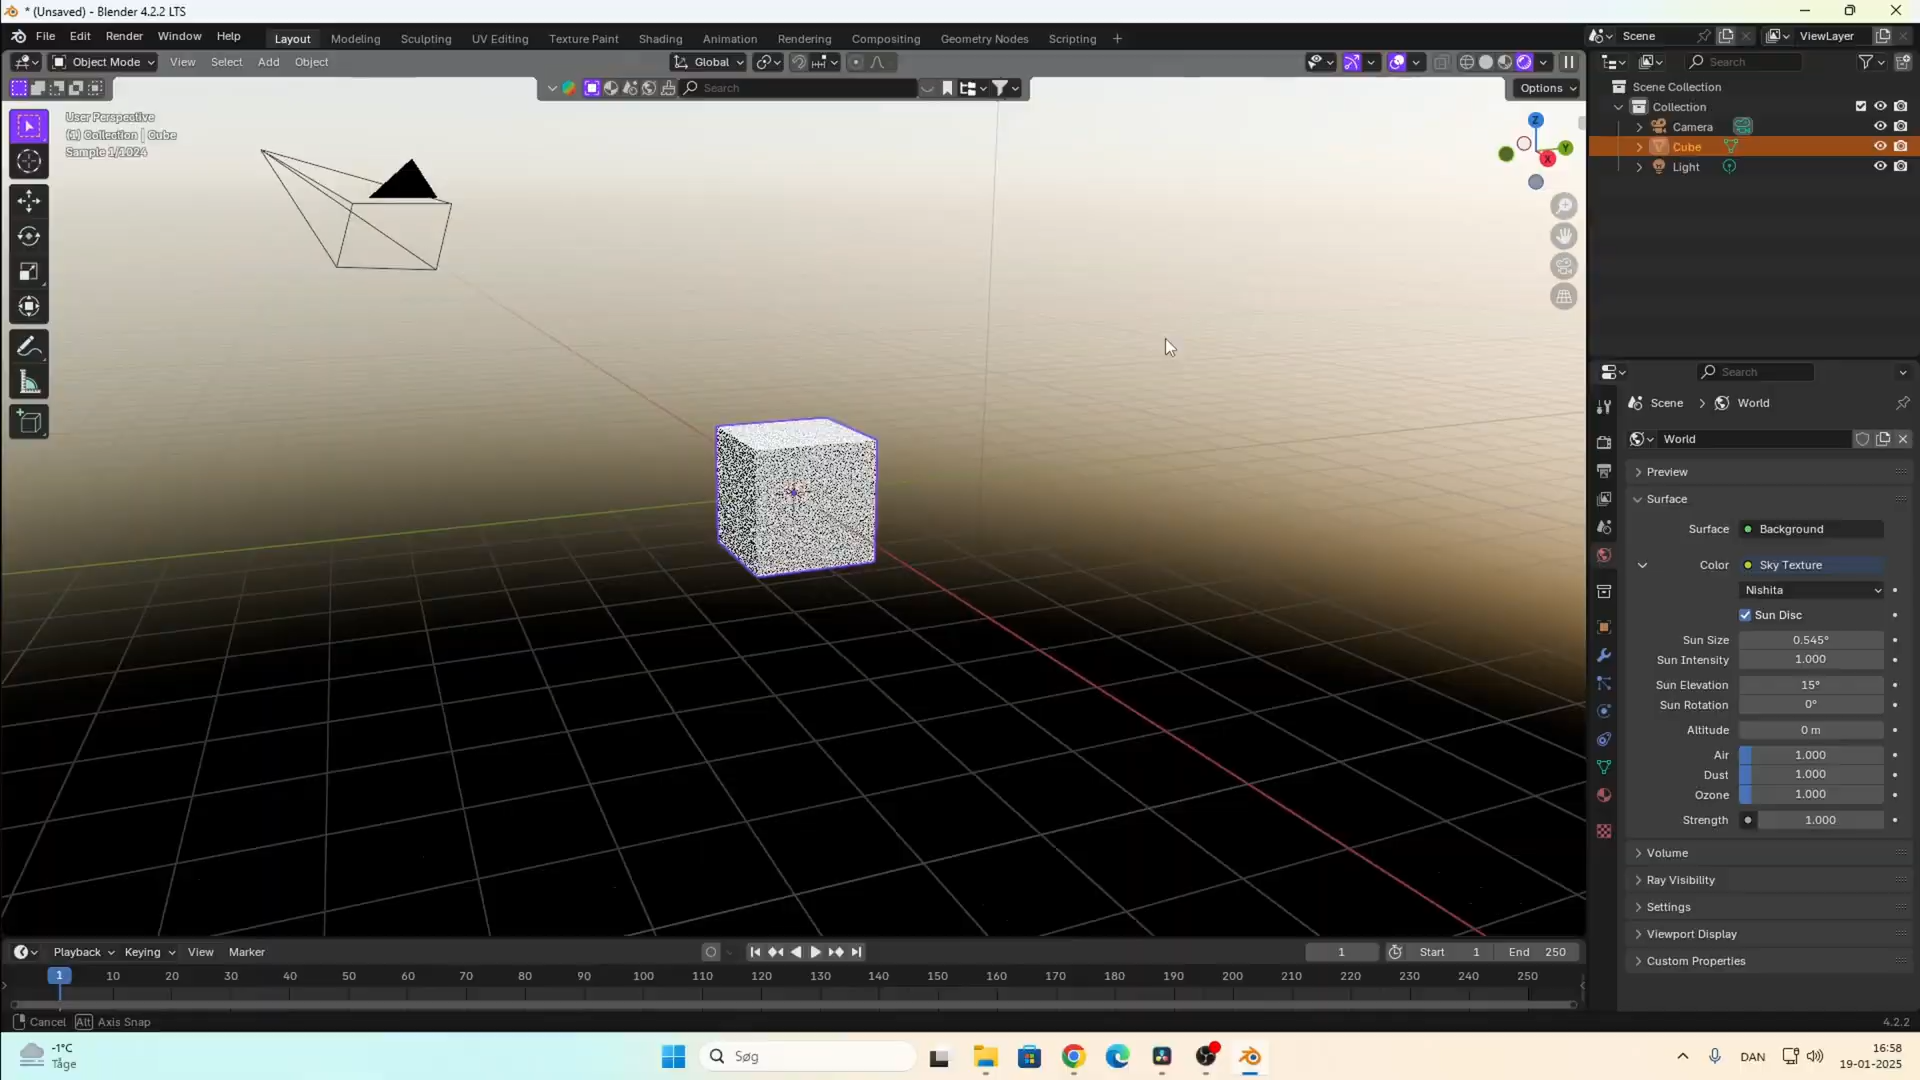 * (Unsaved) - Blender 4.2.2 LTS
File Edit Render Window Help
Layout Modeling Sculpting UV Editing Texture Paint Shading Animation Rendering Compositing Geometry Nodes Scripting +
Scene
ViewLayer
Object Mode View Select Add Object
Global
Search
Options
Search
User Perspective
(1) Collection | Cube
Sample 1/1024
Z
Y
X
Scene Collection
Collection
Camera
Cube
Light
Search
Scene > World
World
Preview
Surface
Surface Background
Color Sky Texture
Nishita
Sun Disc
Sun Size 0.545°
Sun Intensity 1.000
Sun Elevation 15°
Sun Rotation 0°
Altitude 0 m
Air 1.000
Dust 1.000
Ozone 1.000
Strength 1.000
Volume
Ray Visibility
Settings
Viewport Display
Custom Properties
Playback Keying View Marker
1 Start 1 End 250
1 10 20 30 40 50 60 70 80 90 100 110 120 130 140 150 160 170 180 190 200 210 220 230 240 250
Cancel Alt Axis Snap
4.2.2
-1°C
Tåge
Søg
DAN
16:58
19-01-2025